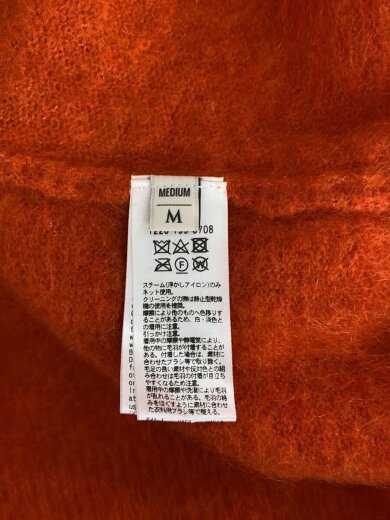 MEDIUM
M
スチーム(浮かしアイロン)のみ
ネット使用。
クリーニングの際は静止型乾燥
機の使用を推奨。
摩擦により他のものへ色移りす
ることがあるため、白・淡色と
の着用に注意。
引っかけ注意。
着用中の摩擦や静電気により、
他の物に毛羽が付着することが
ある。付着した場合は、素材に
合わせたブラシ等で取り除く。
毛足の長い素材や反対色との組
み合わせは毛羽の付着が目立ち
やすくなるため注意。
着用中の摩擦や洗濯により毛羽
が乱れることがある。毛羽の絡
みを注ぐすように素材に合わせ
た衣料用ブラシ等で整える。